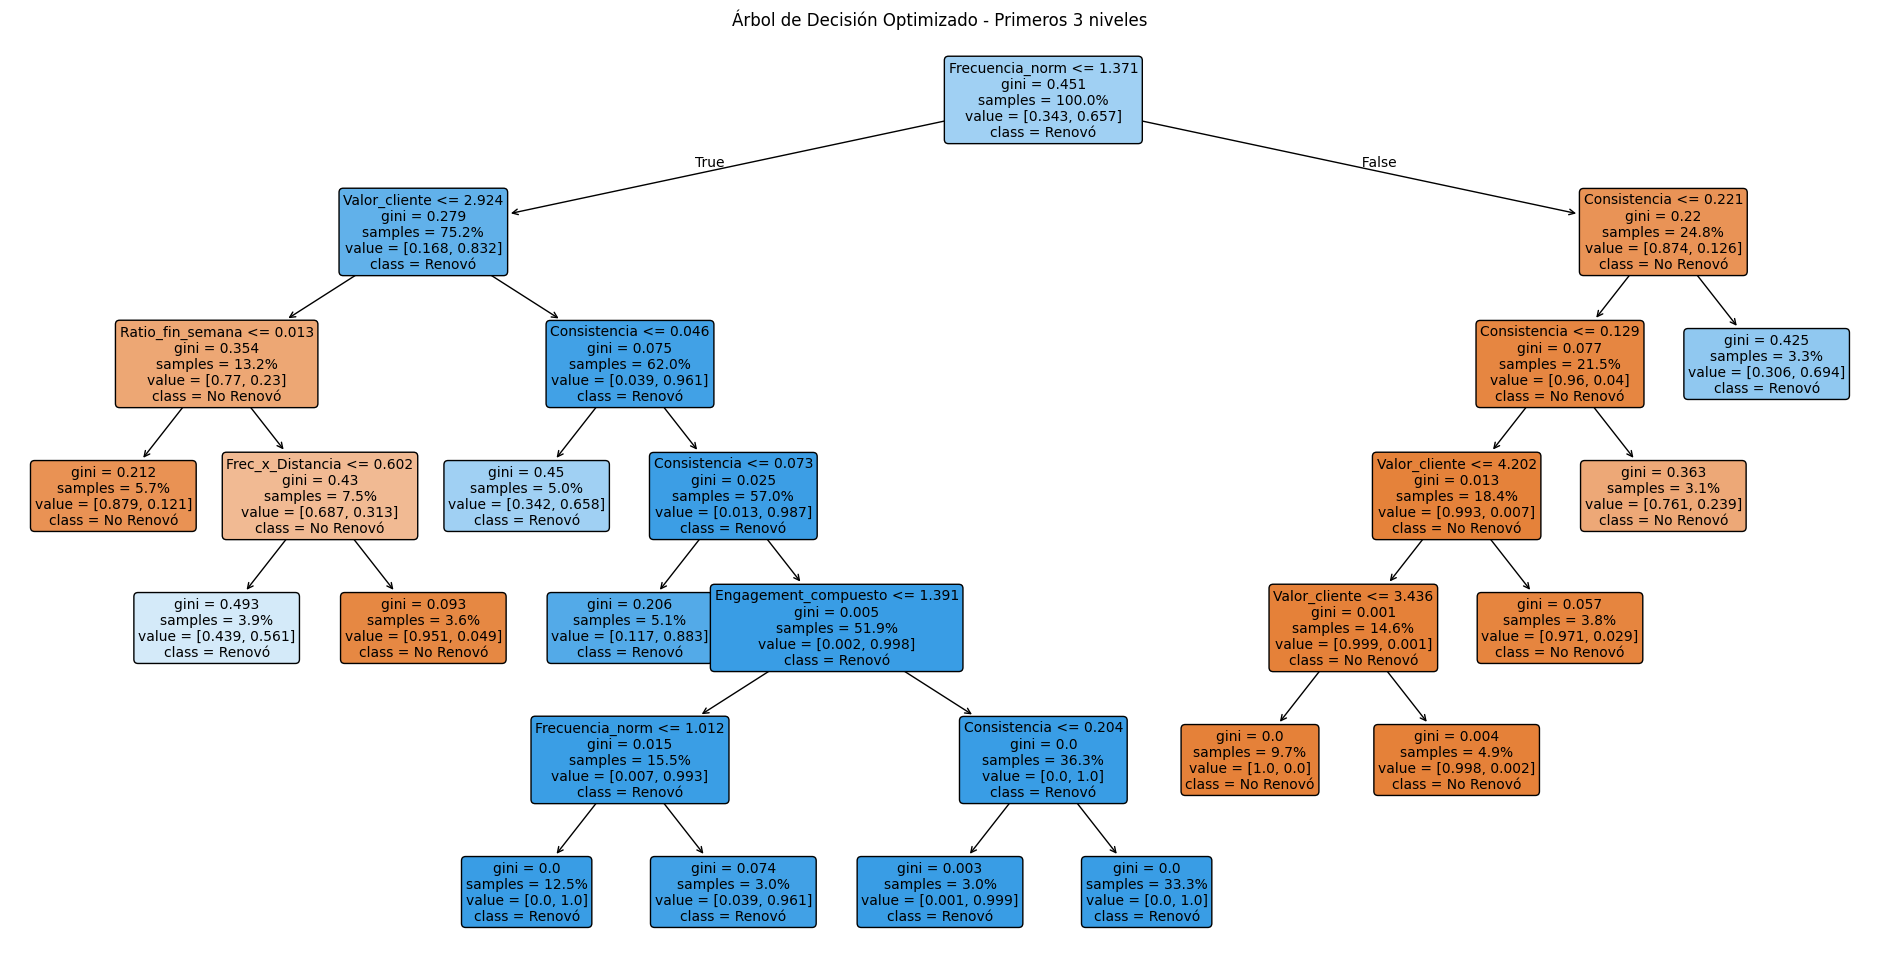 Árbol de Decisión Optimizado - Primeros 3 niveles
Frecuencia_norm <= 1.371
gini = 0.451
samples = 100.0%
value = [0.343, 0.657]
class = Renovó
True
False
Valor_cliente <= 2.924
gini = 0.279
samples = 75.2%
value = [0.168, 0.832]
class = Renovó
Consistencia <= 0.221
gini = 0.22
samples = 24.8%
value = [0.874, 0.126]
class = No Renovó
Ratio_fin_semana <= 0.013
gini = 0.354
samples = 13.2%
value = [0.77, 0.23]
class = No Renovó
Consistencia <= 0.046
gini = 0.075
samples = 62.0%
value = [0.039, 0.961]
class = Renovó
Consistencia <= 0.129
gini = 0.077
samples = 21.5%
value = [0.96, 0.04]
class = No Renovó
gini = 0.425
samples = 3.3%
value = [0.306, 0.694]
class = Renovó
gini = 0.212
samples = 5.7%
value = [0.879, 0.121]
class = No Renovó
Frec_x_Distancia <= 0.602
gini = 0.43
samples = 7.5%
value = [0.687, 0.313]
class = No Renovó
gini = 0.45
samples = 5.0%
value = [0.342, 0.658]
class = Renovó
Consistencia <= 0.073
gini = 0.025
samples = 57.0%
value = [0.013, 0.987]
class = Renovó
Valor_cliente <= 4.202
gini = 0.013
samples = 18.4%
value = [0.993, 0.007]
class = No Renovó
gini = 0.363
samples = 3.1%
value = [0.761, 0.239]
class = No Renovó
gini = 0.493
samples = 3.9%
value = [0.439, 0.561]
class = Renovó
gini = 0.093
samples = 3.6%
value = [0.951, 0.049]
class = No Renovó
gini = 0.206
samples = 5.1%
value = [0.117, 0.883]
class = Renovó
Engagement_compuesto <= 1.391
gini = 0.005
samples = 51.9%
value = [0.002, 0.998]
class = Renovó
Valor_cliente <= 3.436
gini = 0.001
samples = 14.6%
value = [0.999, 0.001]
class = No Renovó
gini = 0.057
samples = 3.8%
value = [0.971, 0.029]
class = No Renovó
Frecuencia_norm <= 1.012
gini = 0.015
samples = 15.5%
value = [0.007, 0.993]
class = Renovó
Consistencia <= 0.204
gini = 0.0
samples = 36.3%
value = [0.0, 1.0]
class = Renovó
gini = 0.0
samples = 9.7%
value = [1.0, 0.0]
class = No Renovó
gini = 0.004
samples = 4.9%
value = [0.998, 0.002]
class = No Renovó
gini = 0.0
samples = 12.5%
value = [0.0, 1.0]
class = Renovó
gini = 0.074
samples = 3.0%
value = [0.039, 0.961]
class = Renovó
gini = 0.003
samples = 3.0%
value = [0.001, 0.999]
class = Renovó
gini = 0.0
samples = 33.3%
value = [0.0, 1.0]
class = Renovó